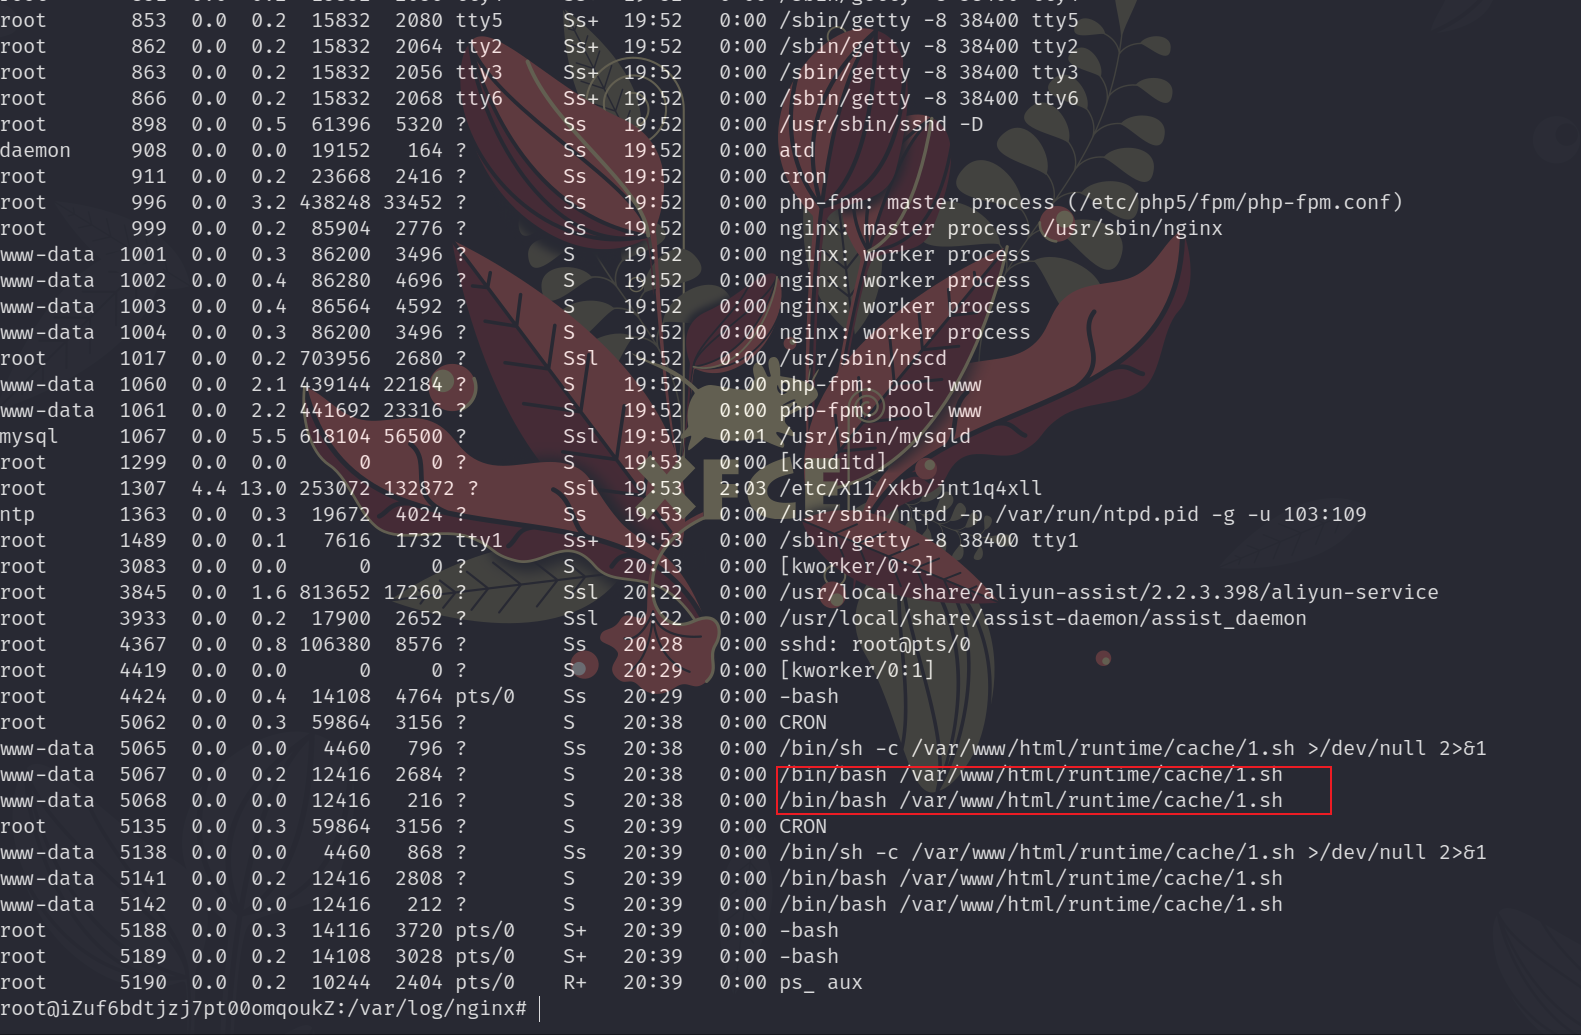 root 853 0.0 0.2 15832 2080 tty5 Ss+ 19:52 0:00 /sbin/getty -8 38400 tty5
root 862 0.0 0.2 15832 2064 tty2 Ss+ 19:52 0:00 /sbin/getty -8 38400 tty2
root 863 0.0 0.2 15832 2056 tty3 Ss+ 19:52 0:00 /sbin/getty -8 38400 tty3
root 866 0.0 0.2 15832 2068 tty6 Ss+ 19:52 0:00 /sbin/getty -8 38400 tty6
root 898 0.0 0.5 61396 5320 ? Ss 19:52 0:00 /usr/sbin/sshd -D
daemon 908 0.0 0.0 19152 164 ? Ss 19:52 0:00 atd
root 911 0.0 0.2 23668 2416 ? Ss 19:52 0:00 cron
root 996 0.0 3.2 438248 33452 ? Ss 19:52 0:00 php-fpm: master process (/etc/php5/fpm/php-fpm.conf)
root 999 0.0 0.2 85904 2776 ? Ss 19:52 0:00 nginx: master process /usr/sbin/nginx
www-data 1001 0.0 0.3 86200 3496 ? S 19:52 0:00 nginx: worker process
www-data 1002 0.0 0.4 86280 4696 ? S 19:52 0:00 nginx: worker process
www-data 1003 0.0 0.4 86564 4592 ? S 19:52 0:00 nginx: worker process
www-data 1004 0.0 0.3 86200 3496 ? S 19:52 0:00 nginx: worker process
root 1017 0.0 0.2 703956 2680 ? Ssl 19:52 0:00 /usr/sbin/nscd
www-data 1060 0.0 2.1 439144 22184 ? S 19:52 0:00 php-fpm: pool www
www-data 1061 0.0 2.2 441692 23316 ? S 19:52 0:00 php-fpm: pool www
mysql 1067 0.0 5.5 618104 56500 ? Ssl 19:52 0:01 /usr/sbin/mysqld
root 1299 0.0 0.0 0 0 ? S 19:53 0:00 [kauditd]
root 1307 4.4 13.0 253072 132872 ? Ssl 19:53 2:03 /etc/X11/xkb/jnt1q4xll
ntp 1363 0.0 0.3 19672 4024 ? Ss 19:53 0:00 /usr/sbin/ntpd -p /var/run/ntpd.pid -g -u 103:109
root 1489 0.0 0.1 7616 1732 tty1 Ss+ 19:53 0:00 /sbin/getty -8 38400 tty1
root 3083 0.0 0.0 0 0 ? S 20:13 0:00 [kworker/0:2]
root 3845 0.0 1.6 813652 17260 ? Ssl 20:22 0:00 /usr/local/share/aliyun-assist/2.2.3.398/aliyun-service
root 3933 0.0 0.2 17900 2652 ? Ssl 20:22 0:00 /usr/local/share/assist-daemon/assist_daemon
root 4367 0.0 0.8 106380 8576 ? Ss 20:28 0:00 sshd: root@pts/0
root 4419 0.0 0.0 0 0 ? S 20:29 0:00 [kworker/0:1]
root 4424 0.0 0.4 14108 4764 pts/0 Ss 20:29 0:00 -bash
root 5062 0.0 0.3 59864 3156 ? S 20:38 0:00 CRON
www-data 5065 0.0 0.0 4460 796 ? Ss 20:38 0:00 /bin/sh -c /var/www/html/runtime/cache/1.sh >/dev/null 2>&1
www-data 5067 0.0 0.2 12416 2684 ? S 20:38 0:00 /bin/bash /var/www/html/runtime/cache/1.sh
www-data 5068 0.0 0.0 12416 216 ? S 20:38 0:00 /bin/bash /var/www/html/runtime/cache/1.sh
root 5135 0.0 0.3 59864 3156 ? S 20:39 0:00 CRON
www-data 5138 0.0 0.0 4460 868 ? Ss 20:39 0:00 /bin/sh -c /var/www/html/runtime/cache/1.sh >/dev/null 2>&1
www-data 5141 0.0 0.2 12416 2808 ? S 20:39 0:00 /bin/bash /var/www/html/runtime/cache/1.sh
www-data 5142 0.0 0.0 12416 212 ? S 20:39 0:00 /bin/bash /var/www/html/runtime/cache/1.sh
root 5188 0.0 0.3 14116 3720 pts/0 S+ 20:39 0:00 -bash
root 5189 0.0 0.2 14108 3028 pts/0 S+ 20:39 0:00 -bash
root 5190 0.0 0.2 10244 2404 pts/0 R+ 20:39 0:00 ps_ aux
root@iZuf6bdtjzj7pt00omqoukZ:/var/log/nginx#
XFCE